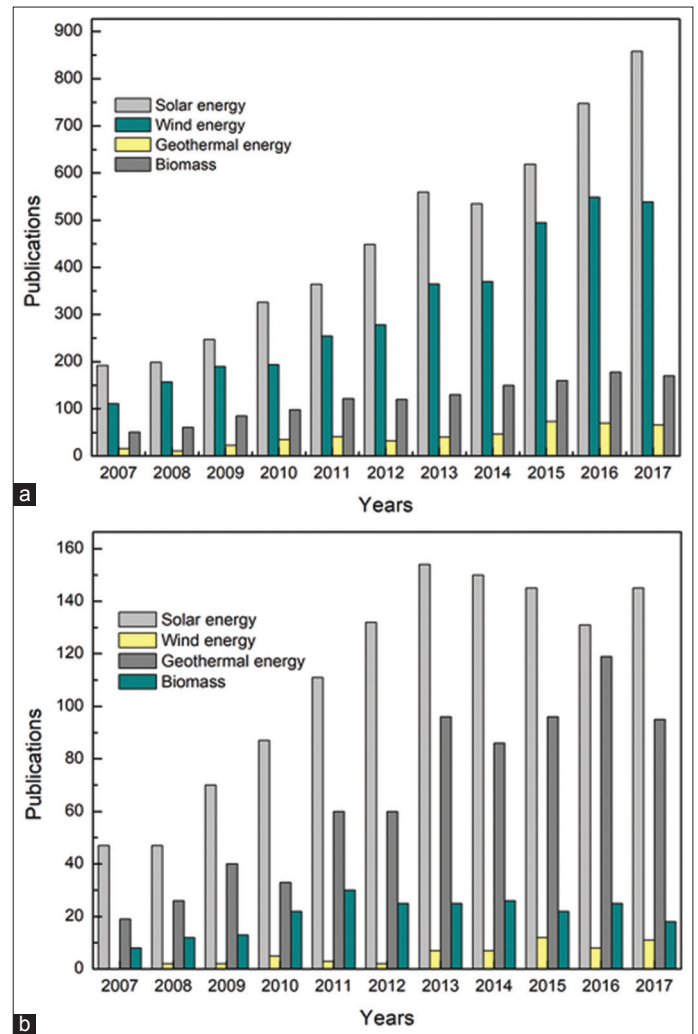 900
800
700
600
500
400
300
200
100
0
Publications
Solar energy
Wind energy
Geothermal energy
Biomass
2007 2008 2009 2010 2011 2012 2013 2014 2015 2016 2017
Years
a
160
140
120
100
80
60
40
20
0
Publications
Solar energy
Wind energy
Geothermal energy
Biomass
2007 2008 2009 2010 2011 2012 2013 2014 2015 2016 2017
Years
b